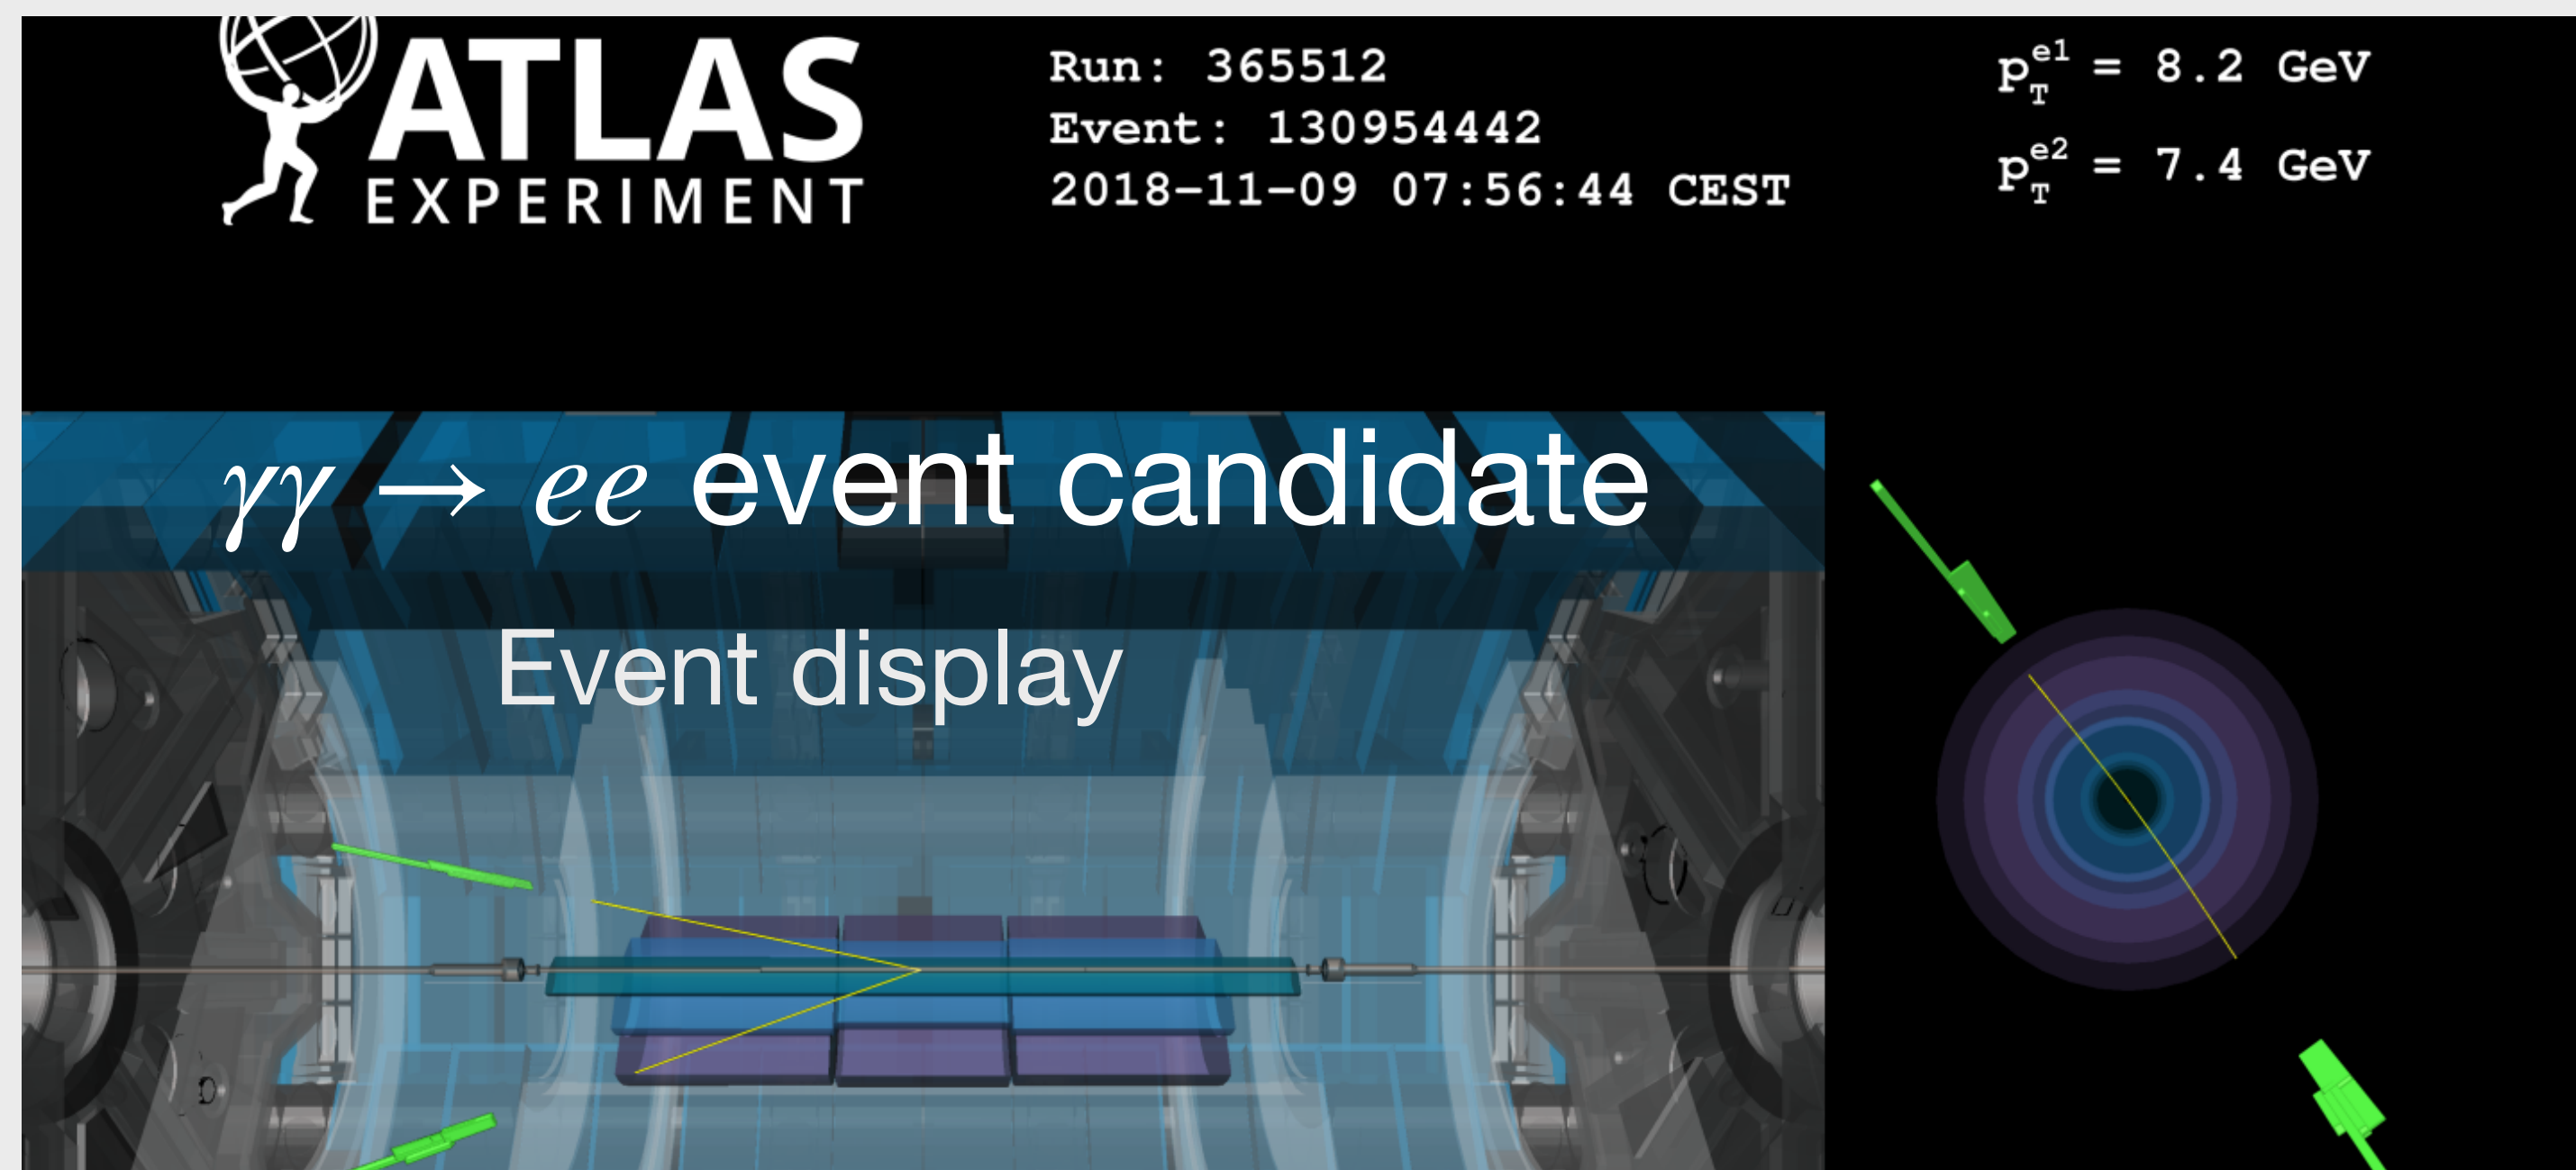 ATLAS
EXPERIMENT
Run: 365512
Event: 130954442
2018-11-09 07:56:44 CEST
p_T^e1 = 8.2 GeV
p_T^e2 = 7.4 GeV
γγ → ee event candidate
Event display